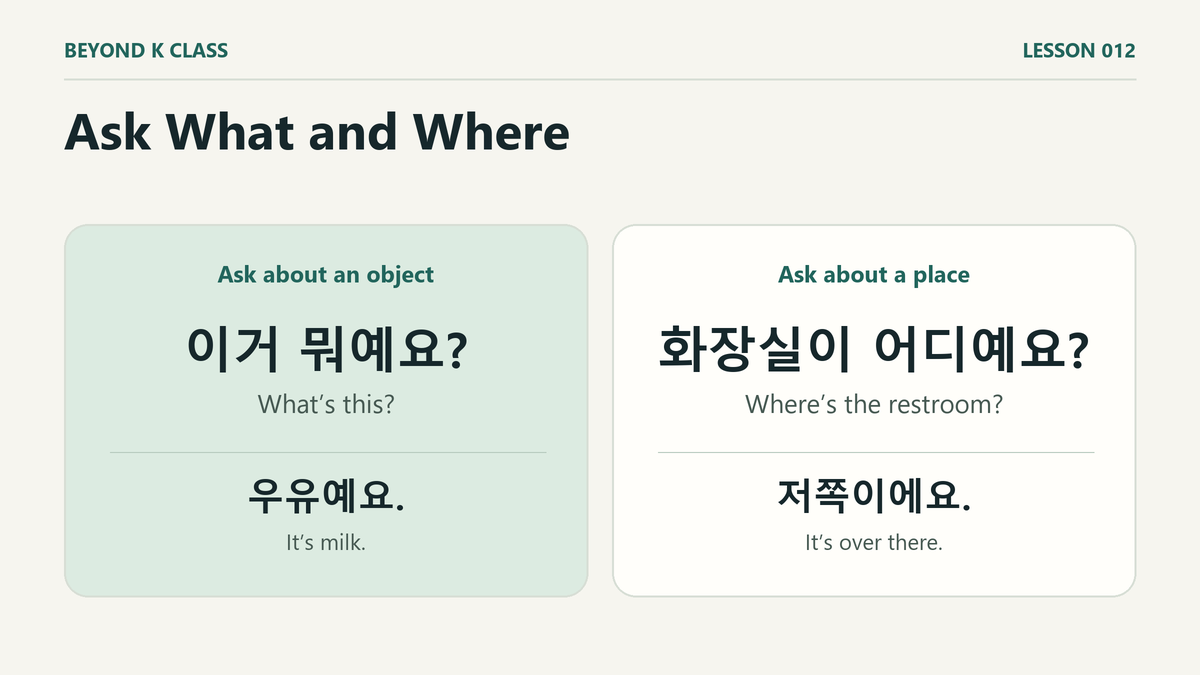 BEYOND K CLASS
LESSON 012
Ask What and Where
Ask about an object
이거 뭐예요?
What’s this?
우유예요.
It’s milk.
Ask about a place
화장실이 어디예요?
Where’s the restroom?
저쪽이에요.
It’s over there.